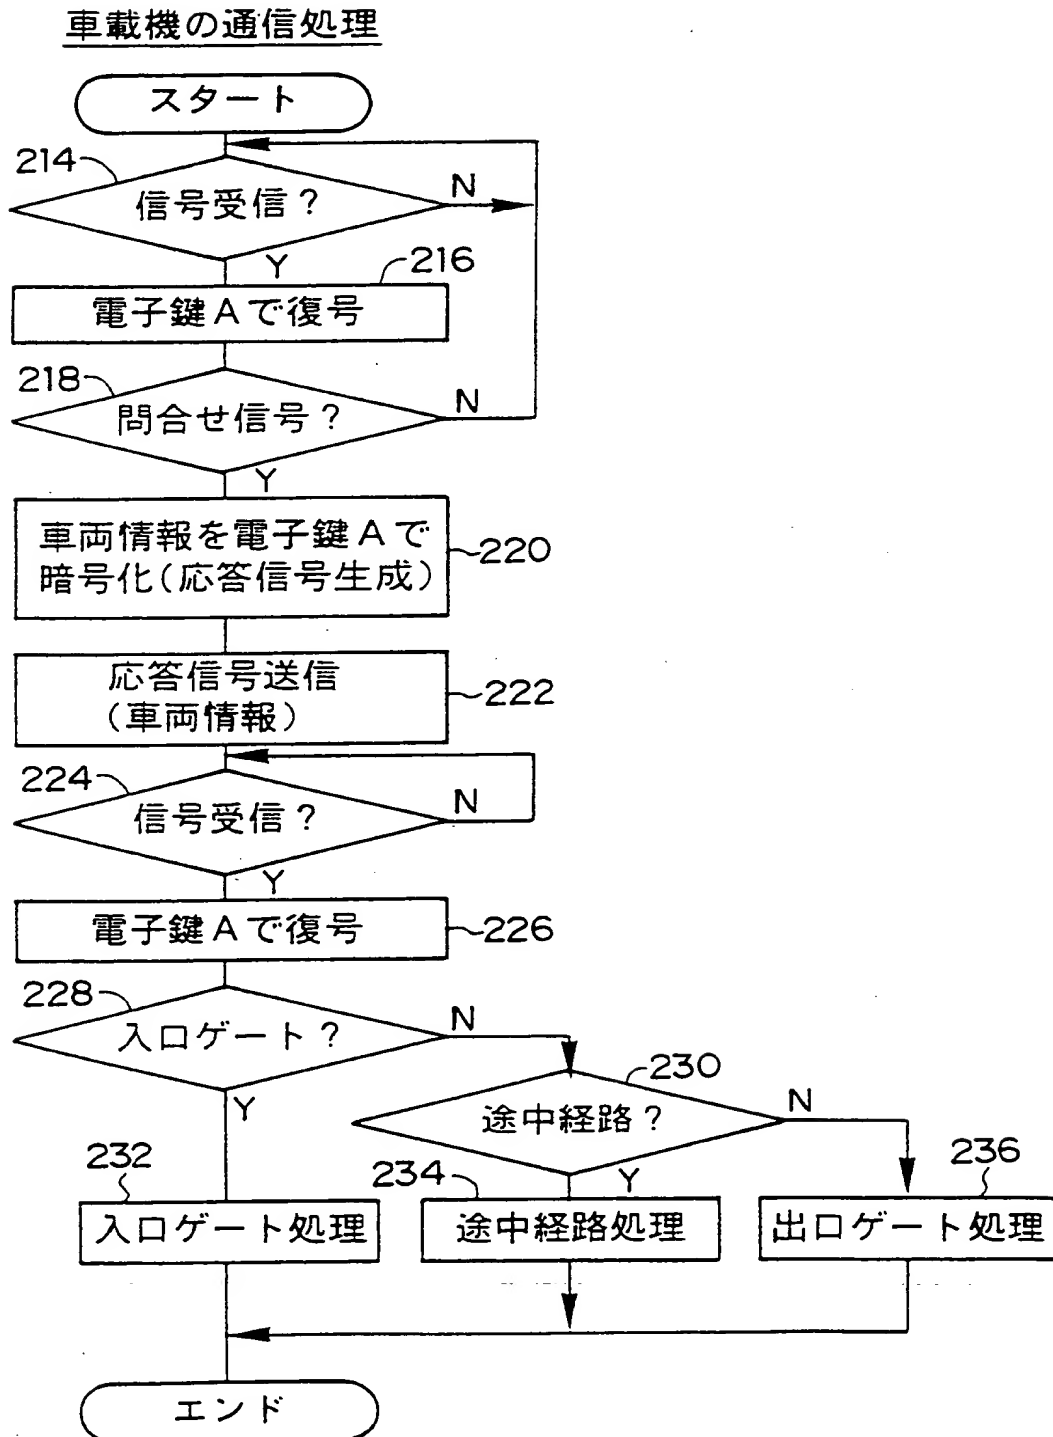 車載機の通信処理
スタート
214
信号受信?
N
Y
216
電子鍵Aで復号
218
問合せ信号?
N
Y
車両情報を電子鍵Aで
暗号化(応答信号生成)
220
応答信号送信
(車両情報)
222
224
信号受信?
N
Y
電子鍵Aで復号
226
228
入口ゲート?
N
Y
230
途中経路?
N
Y
232
入口ゲート処理
234
途中経路処理
236
出口ゲート処理
エンド